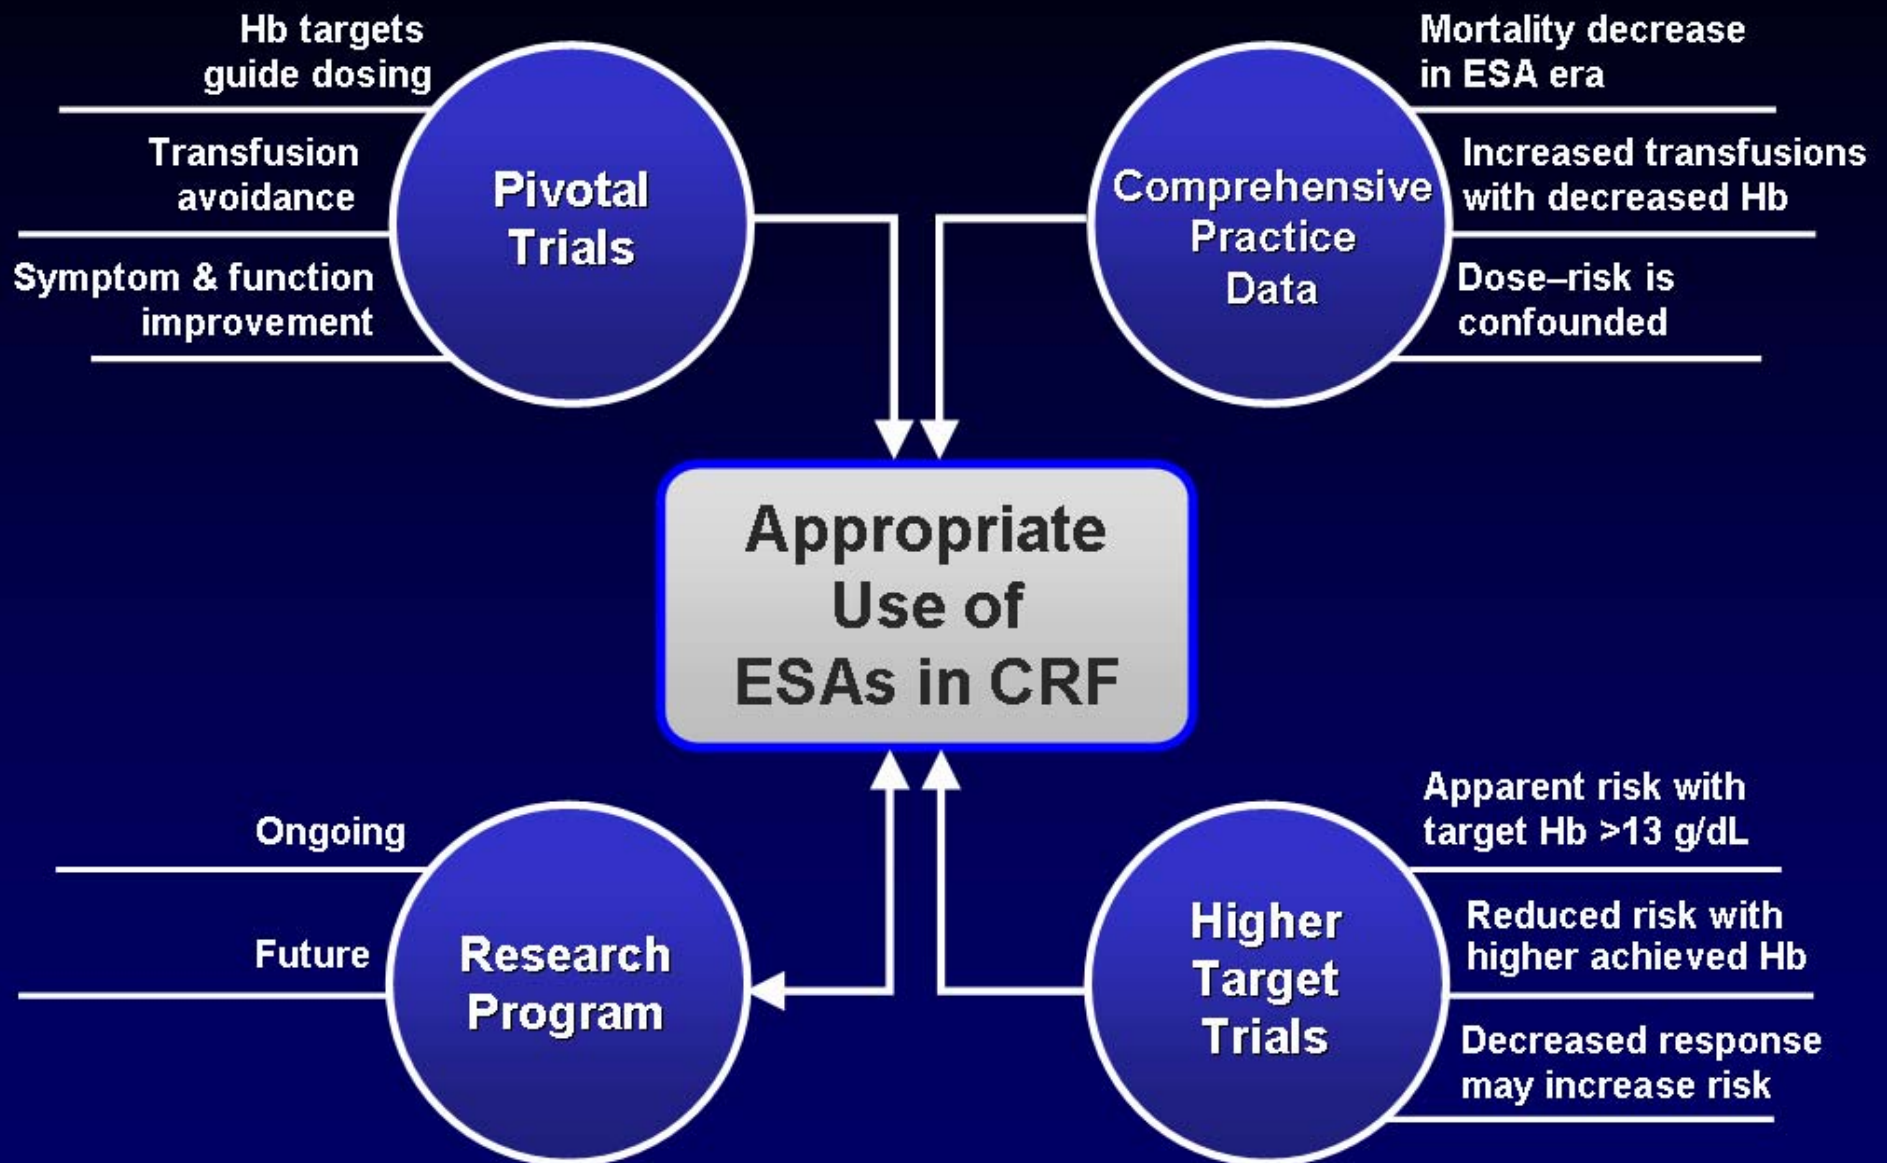 Hb targets
guide dosing
Transfusion
avoidance
Symptom & function
improvement
Pivotal
Trials
Comprehensive
Practice
Data
Mortality decrease
in ESA era
Increased transfusions
with decreased Hb
Dose–risk is
confounded
Appropriate
Use of
ESAs in CRF
Ongoing
Future
Research
Program
Higher
Target
Trials
Apparent risk with
target Hb >13 g/dL
Reduced risk with
higher achieved Hb
Decreased response
may increase risk